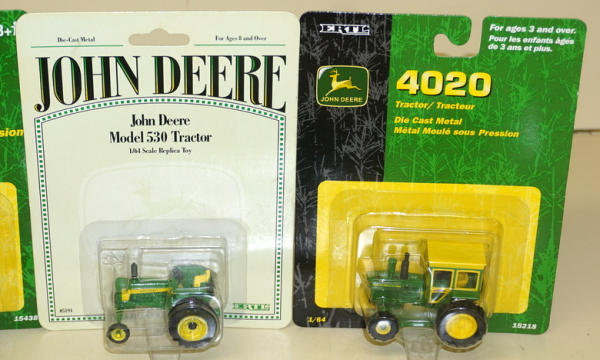 3+
sion
15438
Die-Cast Metal
For Ages 8 and Over
JOHN DEERE
John Deere
Model 530 Tractor
1/64 Scale Replica Toy
ERTL
ERTL
For ages 3 and over.
Pour les enfants âgés
de 3 ans et plus.
JOHN DEERE
4020
Tractor/ Tracteur
Die Cast Metal
Métal Moulé sous Pression
1/64
15218